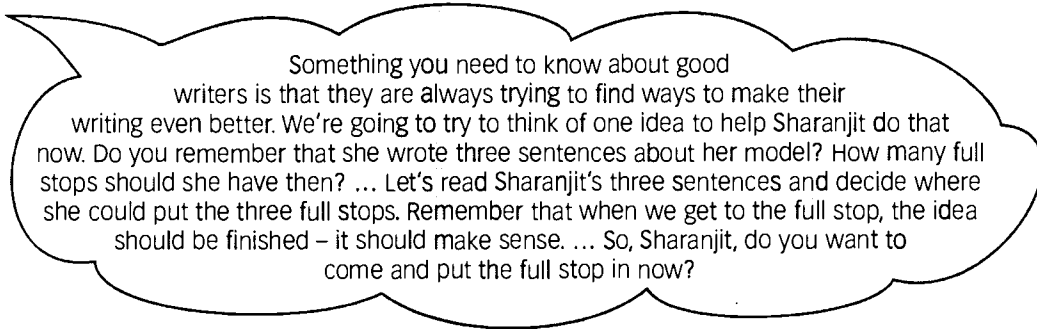 Something you need to know about good
writers is that they are always trying to find ways to make their
writing even better. We're going to try to think of one idea to help Sharanjit do that
now. Do you remember that she wrote three sentences about her model? How many full
stops should she have then? ... Let's read Sharanjit's three sentences and decide where
she could put the three full stops. Remember that when we get to the full stop, the idea
should be finished – it should make sense. ... So, Sharanjit, do you want to
come and put the full stop in now?